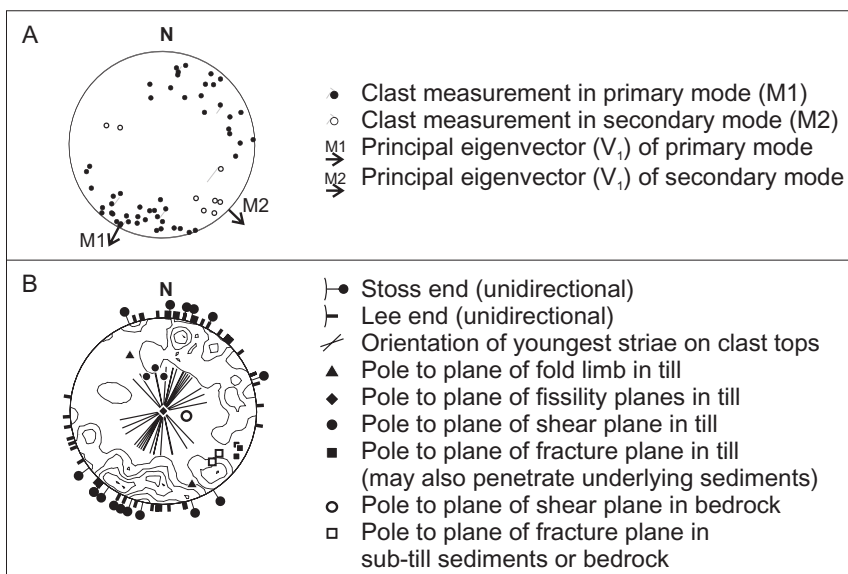 A
N
M1
M2
Clast measurement in primary mode (M1)
Clast measurement in secondary mode (M2)
M1 Principal eigenvector (V1) of primary mode
M2 Principal eigenvector (V1) of secondary mode
B
N
Stoss end (unidirectional)
Lee end (unidirectional)
Orientation of youngest striae on clast tops
Pole to plane of fold limb in till
Pole to plane of fissility planes in till
Pole to plane of shear plane in till
Pole to plane of fracture plane in till
(may also penetrate underlying sediments)
Pole to plane of shear plane in bedrock
Pole to plane of fracture plane in
sub-till sediments or bedrock